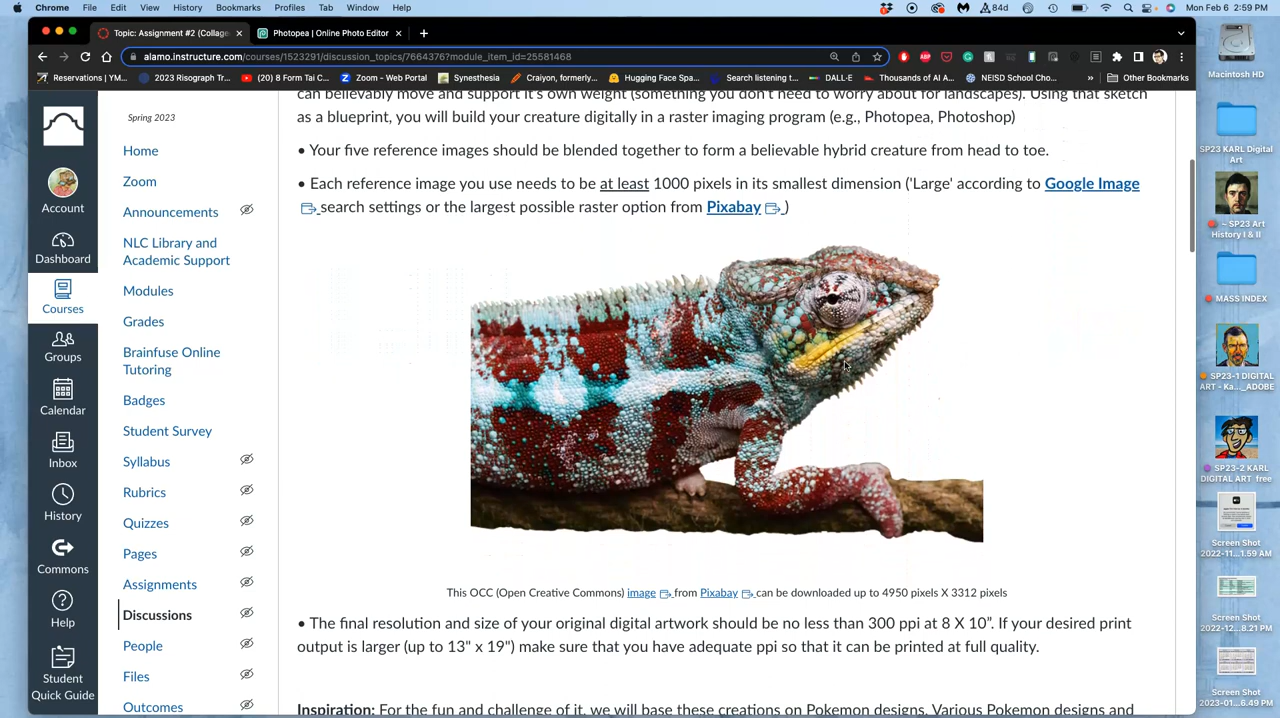 Chrome File Edit View History Bookmarks Profiles Tab Window Help 84d Mon Feb 6 2:59 PM
Topic: Assignment #2 (Collage Photopea | Online Photo Editor
alamo.instructure.com/courses/1523291/discussion_topics/7664376?module_item_id=25581468
Reservations | YM... 2023 Risograph Tr... (20) 8 Form Tai C... Zoom - Web Portal Synesthesia Craiyon, formerly... Hugging Face Spa... Search listening t... DALL·E Thousands of AI A... NEISD School Cho... » Other Bookmarks
Account
Dashboard
Courses
Groups
Calendar
Inbox
History
Commons
Help
Student
Quick Guide
Spring 2023
Home
Zoom
Announcements
NLC Library and
Academic Support
Modules
Grades
Brainfuse Online
Tutoring
Badges
Student Survey
Syllabus
Rubrics
Quizzes
Pages
Assignments
Discussions
People
Files
Outcomes
can believably move and support it's own weight (something you don't need to worry about for landscapes). Using that sketch
as a blueprint, you will build your creature digitally in a raster imaging program (e.g., Photopea, Photoshop)
• Your five reference images should be blended together to form a believable hybrid creature from head to toe.
• Each reference image you use needs to be at least 1000 pixels in its smallest dimension ('Large' according to Google Image
search settings or the largest possible raster option from Pixabay )
This OCC (Open Creative Commons) image from Pixabay can be downloaded up to 4950 pixels X 3312 pixels
• The final resolution and size of your original digital artwork should be no less than 300 ppi at 8 X 10”. If your desired print
output is larger (up to 13" x 19") make sure that you have adequate ppi so that it can be printed at full quality.
Inspiration: For the fun and challenge of it, we will base these creations on Pokemon designs. Various Pokemon designs and
Macintosh HD
SP23 KARL Digital
Art
~ SP23 Art
History I & II
MASS INDEX
SP23-1 DIGITAL
ART - Ka..._ADOBE
SP23-2 KARL
DIGITAL ART free
Screen Shot
2022-11...1.59 AM
Screen Shot
2022-12...8.21 PM
Screen Shot
2023-01...6.49 PM